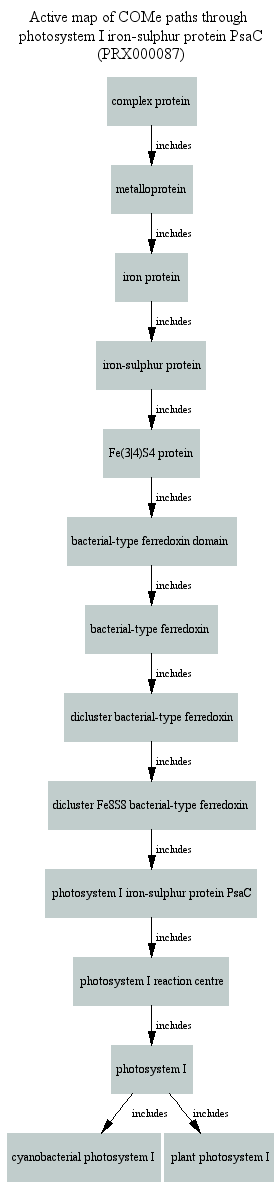 Active map of COMe paths through
photosystem I iron-sulphur protein PsaC
(PRX000087)
complex protein
includes
metalloprotein
includes
iron protein
includes
iron-sulphur protein
includes
Fe(3|4)S4 protein
includes
bacterial-type ferredoxin domain
includes
bacterial-type ferredoxin
includes
dicluster bacterial-type ferredoxin
includes
dicluster Fe8S8 bacterial-type ferredoxin
includes
photosystem I iron-sulphur protein PsaC
includes
photosystem I reaction centre
includes
photosystem I
includes includes
cyanobacterial photosystem I plant photosystem I